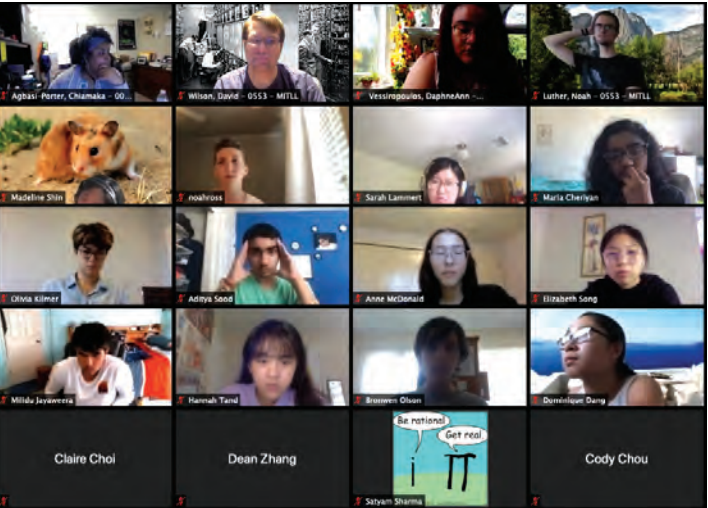 Agbasi-Porter, Chiamaka - 00...
Wilson, David - 0553 - MITLL
Vessiropoulos, DaphneAnn -...
Luther, Noah - 0553 - MITLL
Madeline Shin
noahross
Sarah Lammert
Maria Cheriyan
Olivia Kilmer
Aditya Sood
Anne McDonald
Elizabeth Song
Milidu Jayaweera
Hannah Tand
Bronwen Olson
Dominique Dang
Claire Choi
Dean Zhang
Be rational
Get real.
i π
Satyam Sharma
Cody Chou